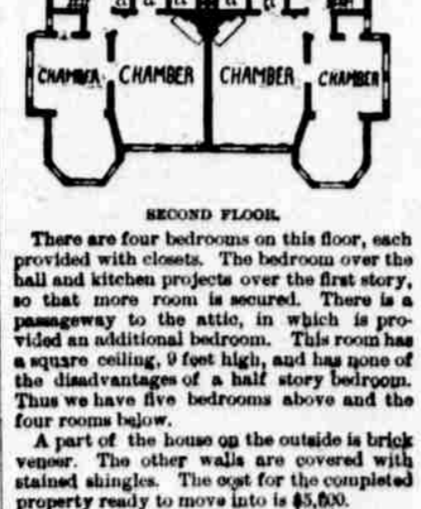 cl cl cl cl cl
CHAMBER CHAMBER CHAMBER CHAMBER
SECOND FLOOR.
There are four bedrooms on this floor, each
provided with closets. The bedroom over the
hall and kitchen projects over the first story,
so that more room is secured. There is a
passageway to the attic, in which is pro-
vided an additional bedroom. This room has
a square ceiling, 9 feet high, and has none of
the disadvantages of a half story bedroom.
Thus we have five bedrooms above and the
four rooms below.
A part of the house on the outside is brick
veneer. The other walls are covered with
stained shingles. The cost for the completed
property ready to move into is $5,600.